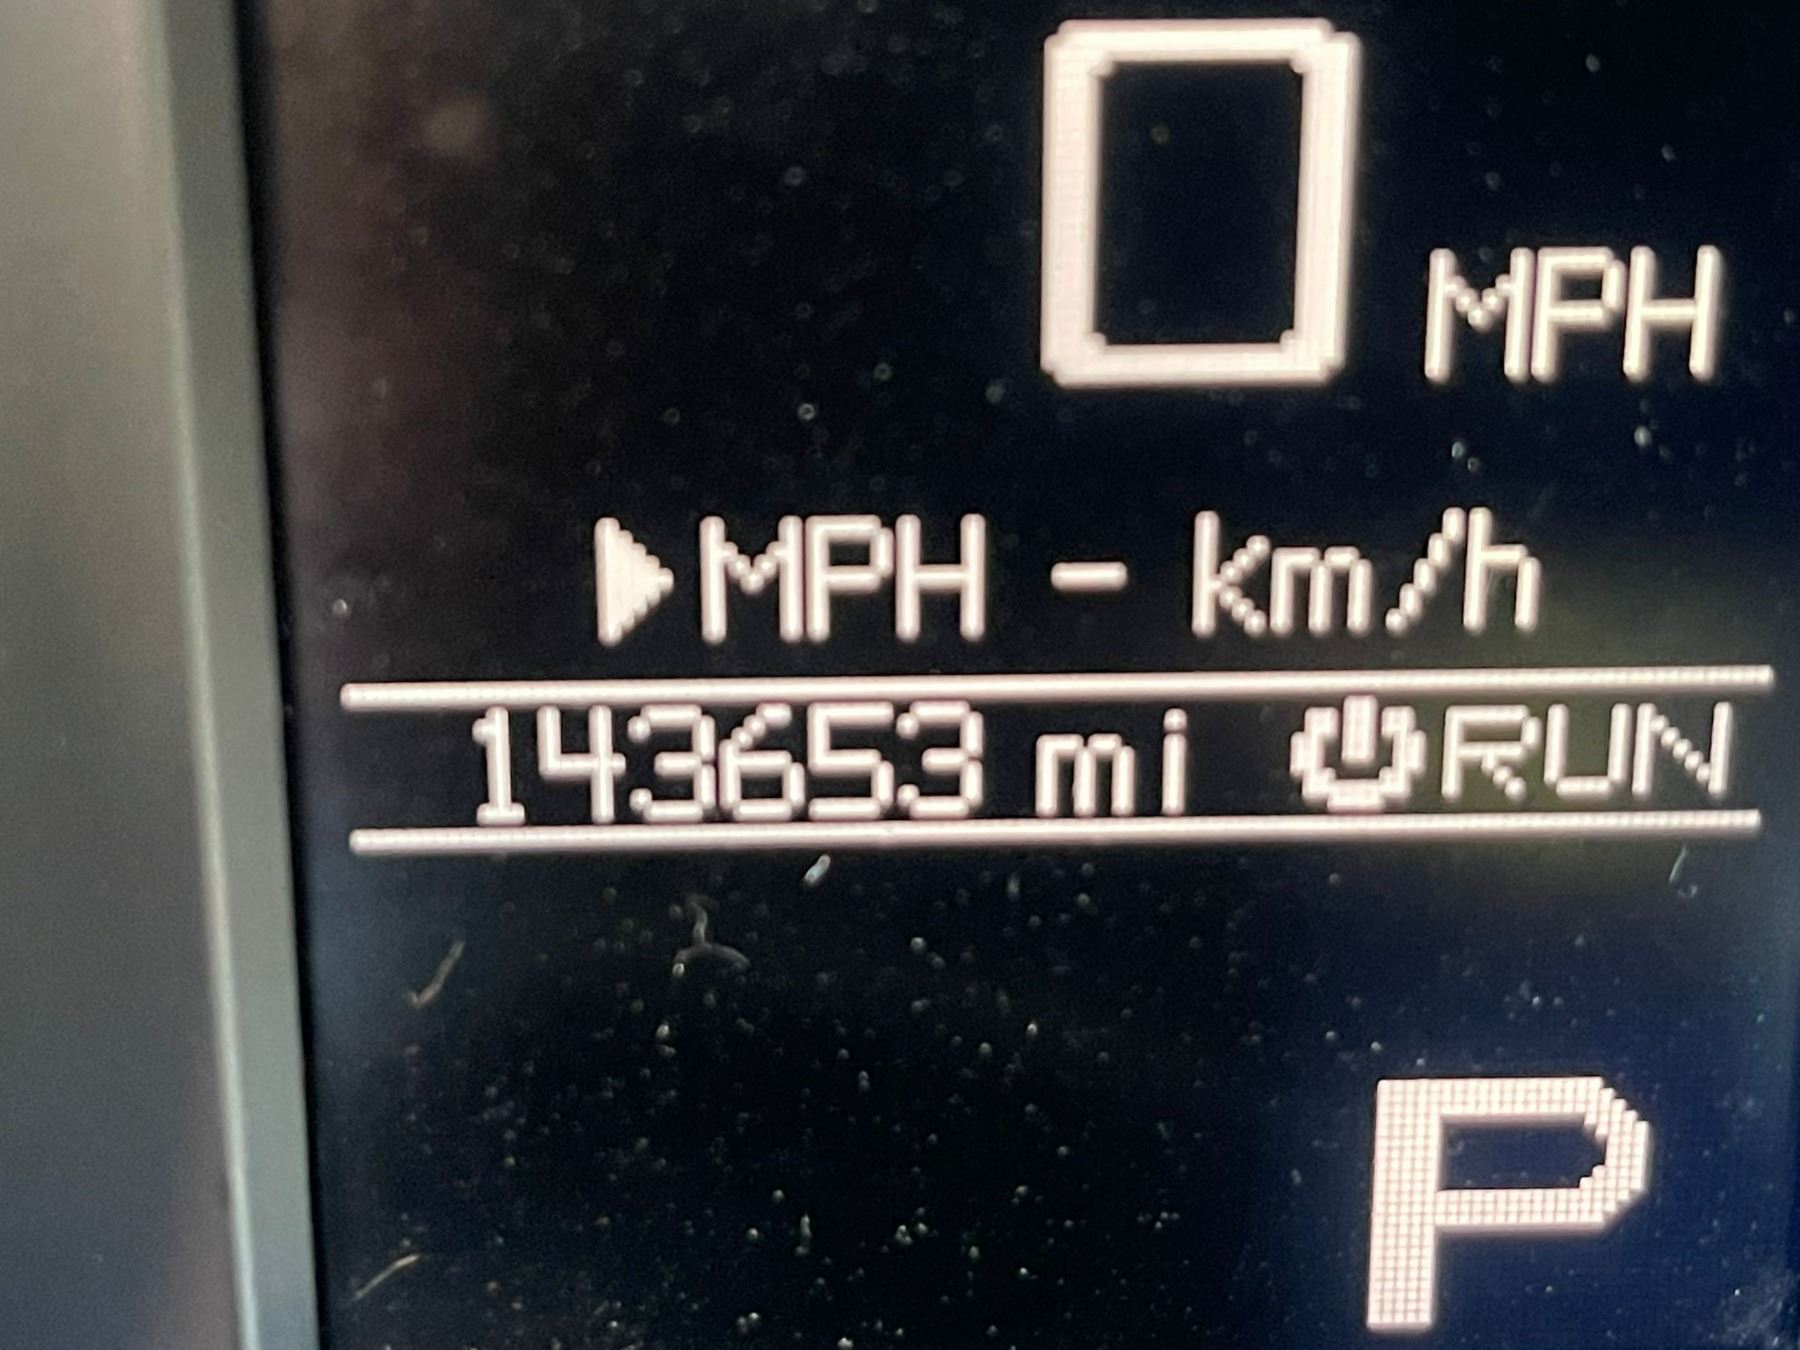 0 MPH
▶MPH - km/h
143653 mi ⏻RUN
P